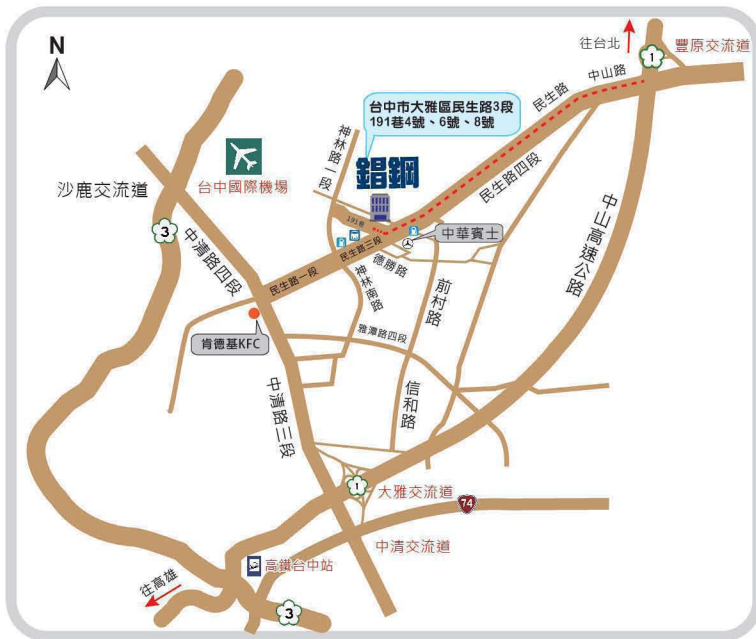 N
往台北
1
豐原交流道
中山路
民生路
民生路四段
台中市大雅區民生路3段
191巷4號、6號、8號
錩鋼
神林路一段
台中國際機場
沙鹿交流道
3
中清路四段
191巷
中華賓士
民生路三段
德勝路
民生路一段
神林南路
前村路
中山高速公路
肯德基KFC
雅潭路四段
信和路
中清路三段
1
大雅交流道
74
中清交流道
高鐵台中站
往高雄
3